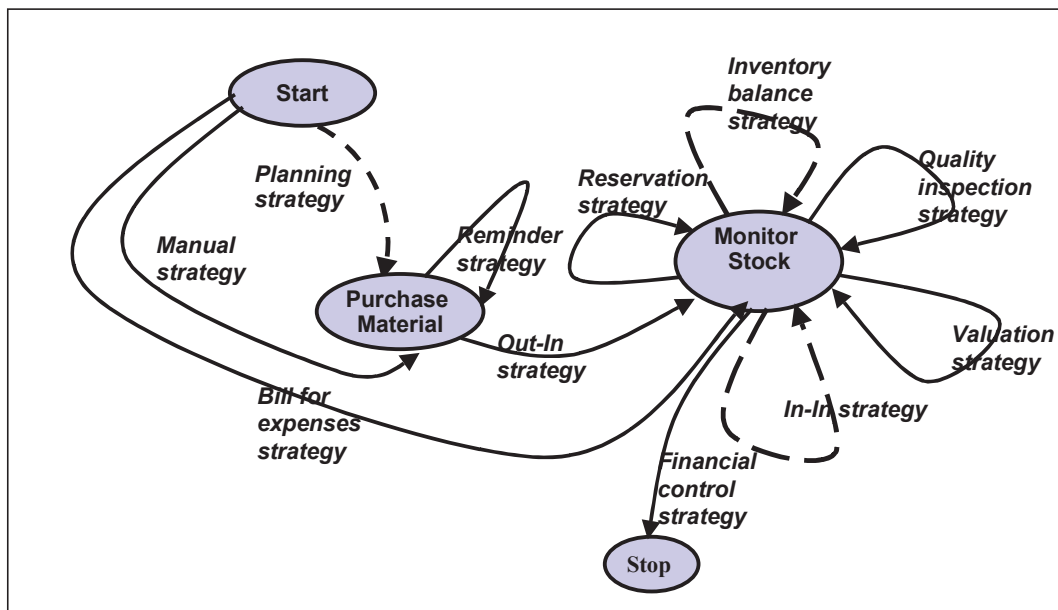 Start
Planning
strategy
Manual
strategy
Purchase
Material
Reminder
strategy
Out-In
strategy
Bill for
expenses
strategy
Inventory
balance
strategy
Reservation
strategy
Quality
inspection
strategy
Monitor
Stock
Valuation
strategy
In-In strategy
Financial
control
strategy
Stop